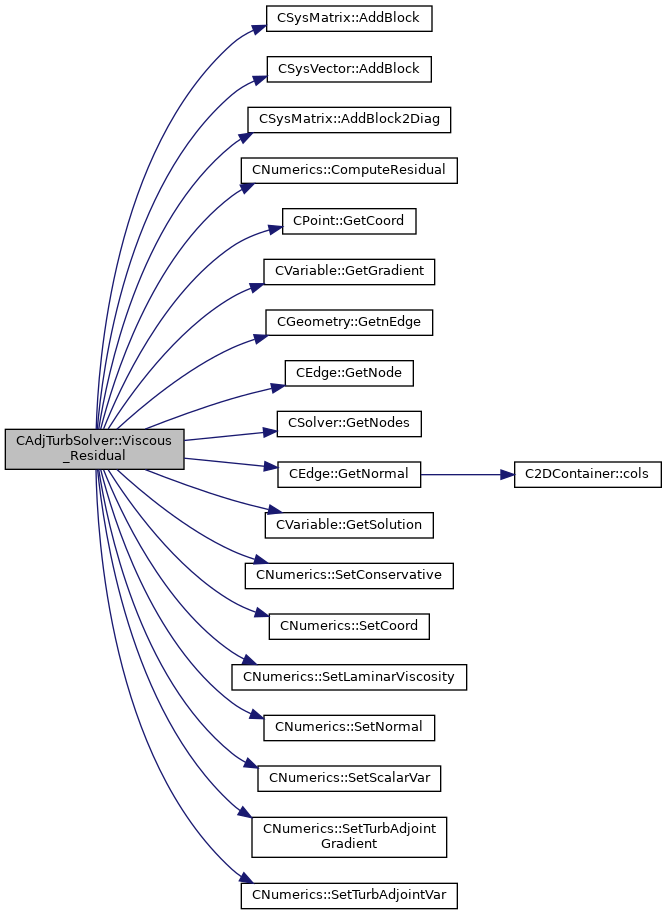 CSysMatrix::AddBlock
CSysVector::AddBlock
CSysMatrix::AddBlock2Diag
CNumerics::ComputeResidual
CPoint::GetCoord
CVariable::GetGradient
CGeometry::GetnEdge
CEdge::GetNode
CSolver::GetNodes
CAdjTurbSolver::Viscous
_Residual
CEdge::GetNormal
C2DContainer::cols
CVariable::GetSolution
CNumerics::SetConservative
CNumerics::SetCoord
CNumerics::SetLaminarViscosity
CNumerics::SetNormal
CNumerics::SetScalarVar
CNumerics::SetTurbAdjoint
Gradient
CNumerics::SetTurbAdjointVar